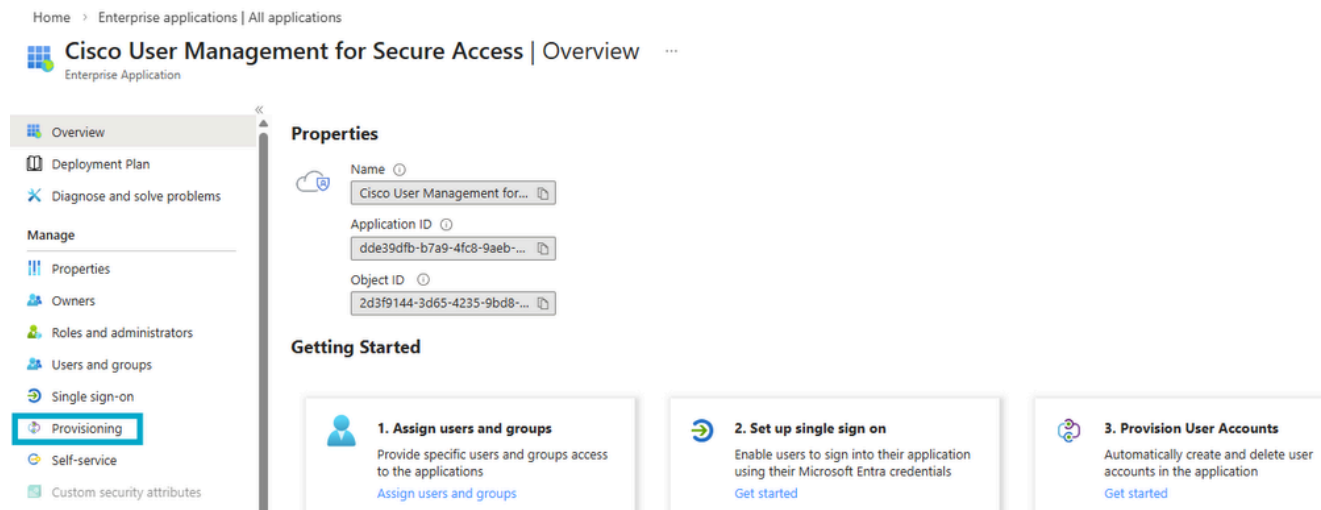 Home > Enterprise applications | All applications
Cisco User Management for Secure Access | Overview ...
Enterprise Application
«
Overview
Deployment Plan
Diagnose and solve problems
Manage
Properties
Owners
Roles and administrators
Users and groups
Single sign-on
Provisioning
Self-service
Custom security attributes
Properties
Name
Cisco User Management for...
Application ID
dde39dfb-b7a9-4fc8-9aeb-...
Object ID
2d3f9144-3d65-4235-9bd8-...
Getting Started
1. Assign users and groups
Provide specific users and groups access
to the applications
Assign users and groups
2. Set up single sign on
Enable users to sign into their application
using their Microsoft Entra credentials
Get started
3. Provision User Accounts
Automatically create and delete user
accounts in the application
Get started